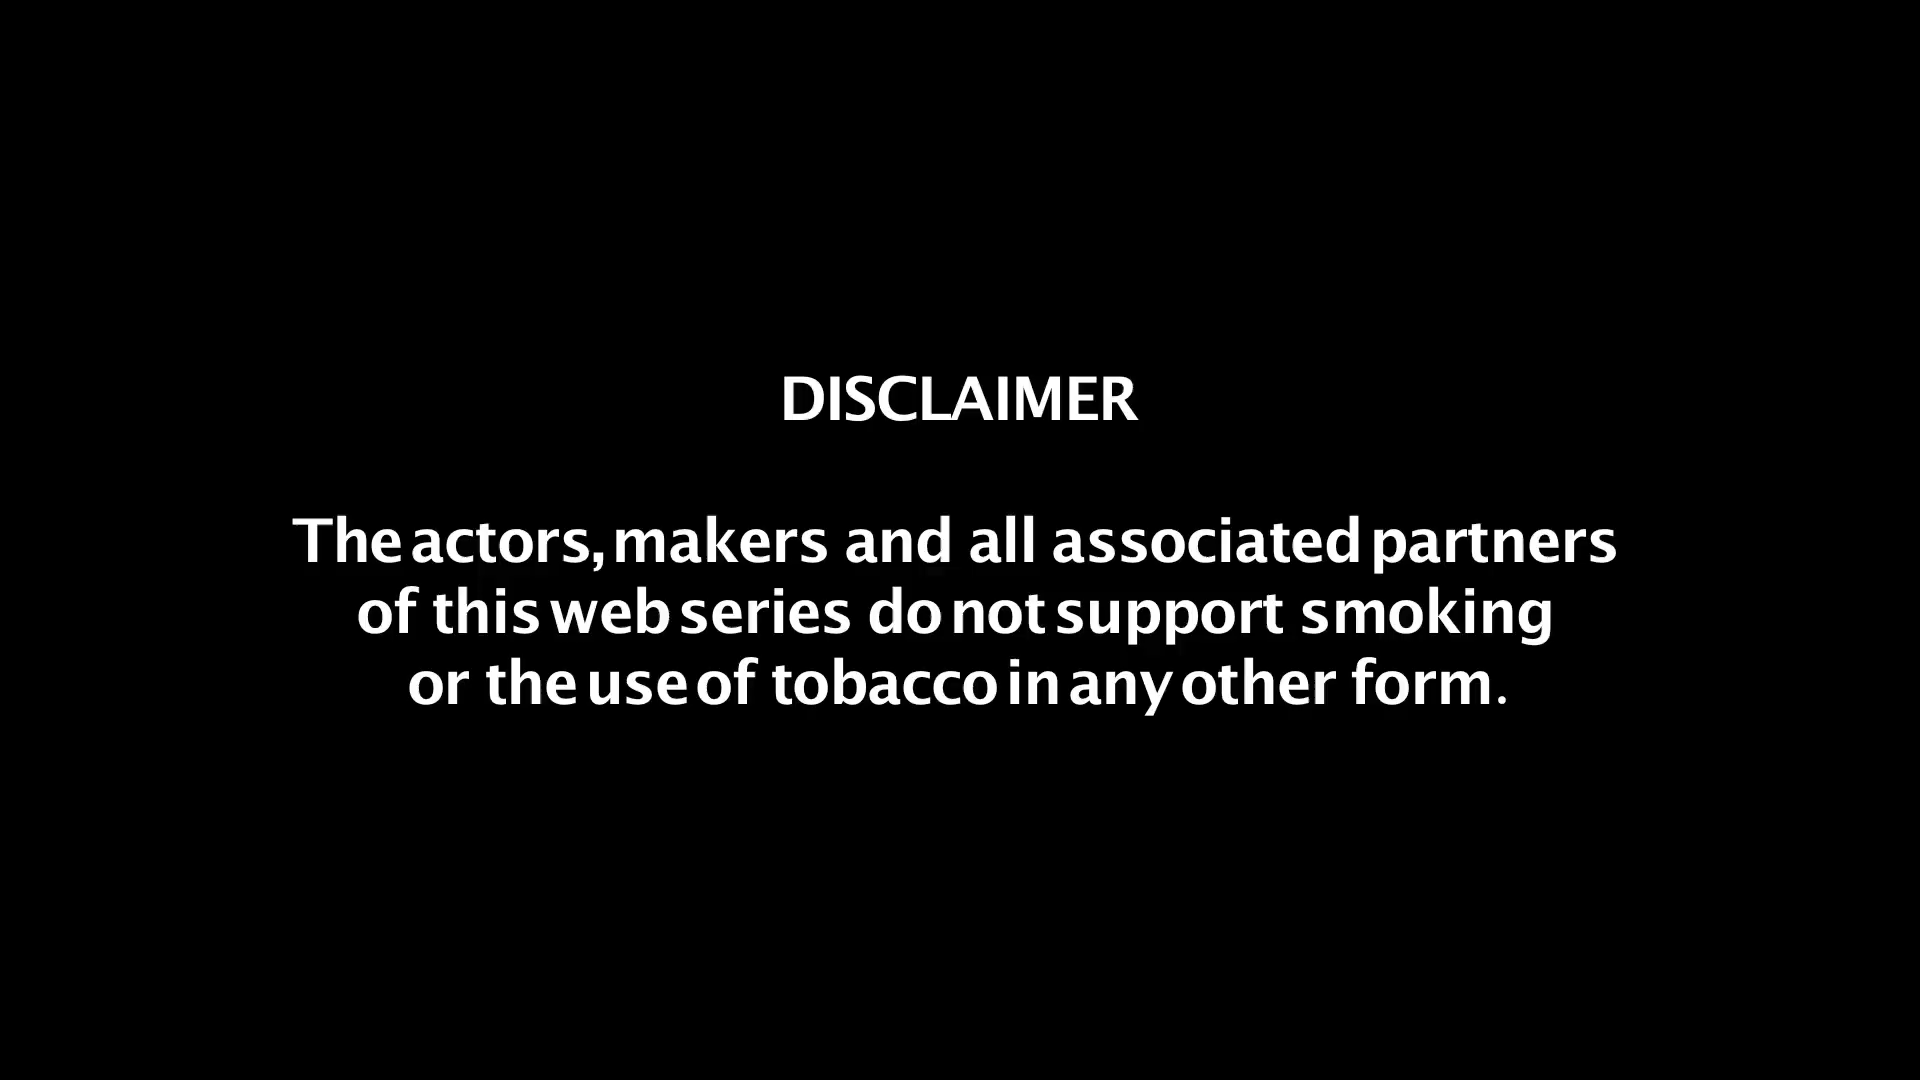 DISCLAIMER
The actors, makers and all associated partners
of this web series do not support smoking
or the use of tobacco in any other form.